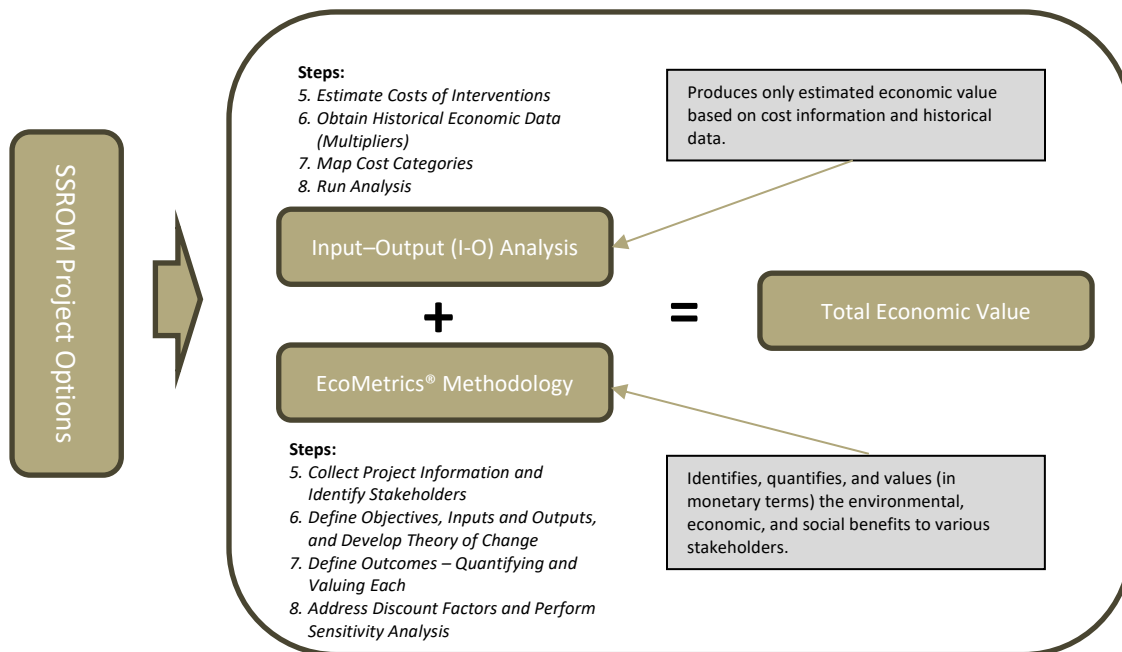 SSROM Project Options
Steps:
5. Estimate Costs of Interventions
6. Obtain Historical Economic Data
(Multipliers)
7. Map Cost Categories
8. Run Analysis
Produces only estimated economic value
based on cost information and historical
data.
Input–Output (I-O) Analysis
+
=
Total Economic Value
EcoMetrics® Methodology
Steps:
5. Collect Project Information and
Identify Stakeholders
6. Define Objectives, Inputs and Outputs,
and Develop Theory of Change
7. Define Outcomes – Quantifying and
Valuing Each
8. Address Discount Factors and Perform
Sensitivity Analysis
Identifies, quantifies, and values (in
monetary terms) the environmental,
economic, and social benefits to various
stakeholders.